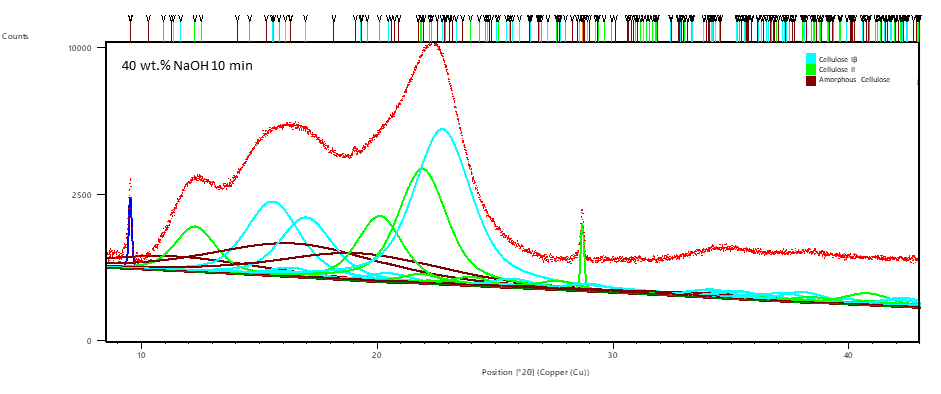 Counts
10000
40 wt.% NaOH 10 min
Cellulose Iβ
Cellulose II
Amorphous Cellulose
2500
0
10 20 30 40
Position [°2θ] (Copper (Cu))